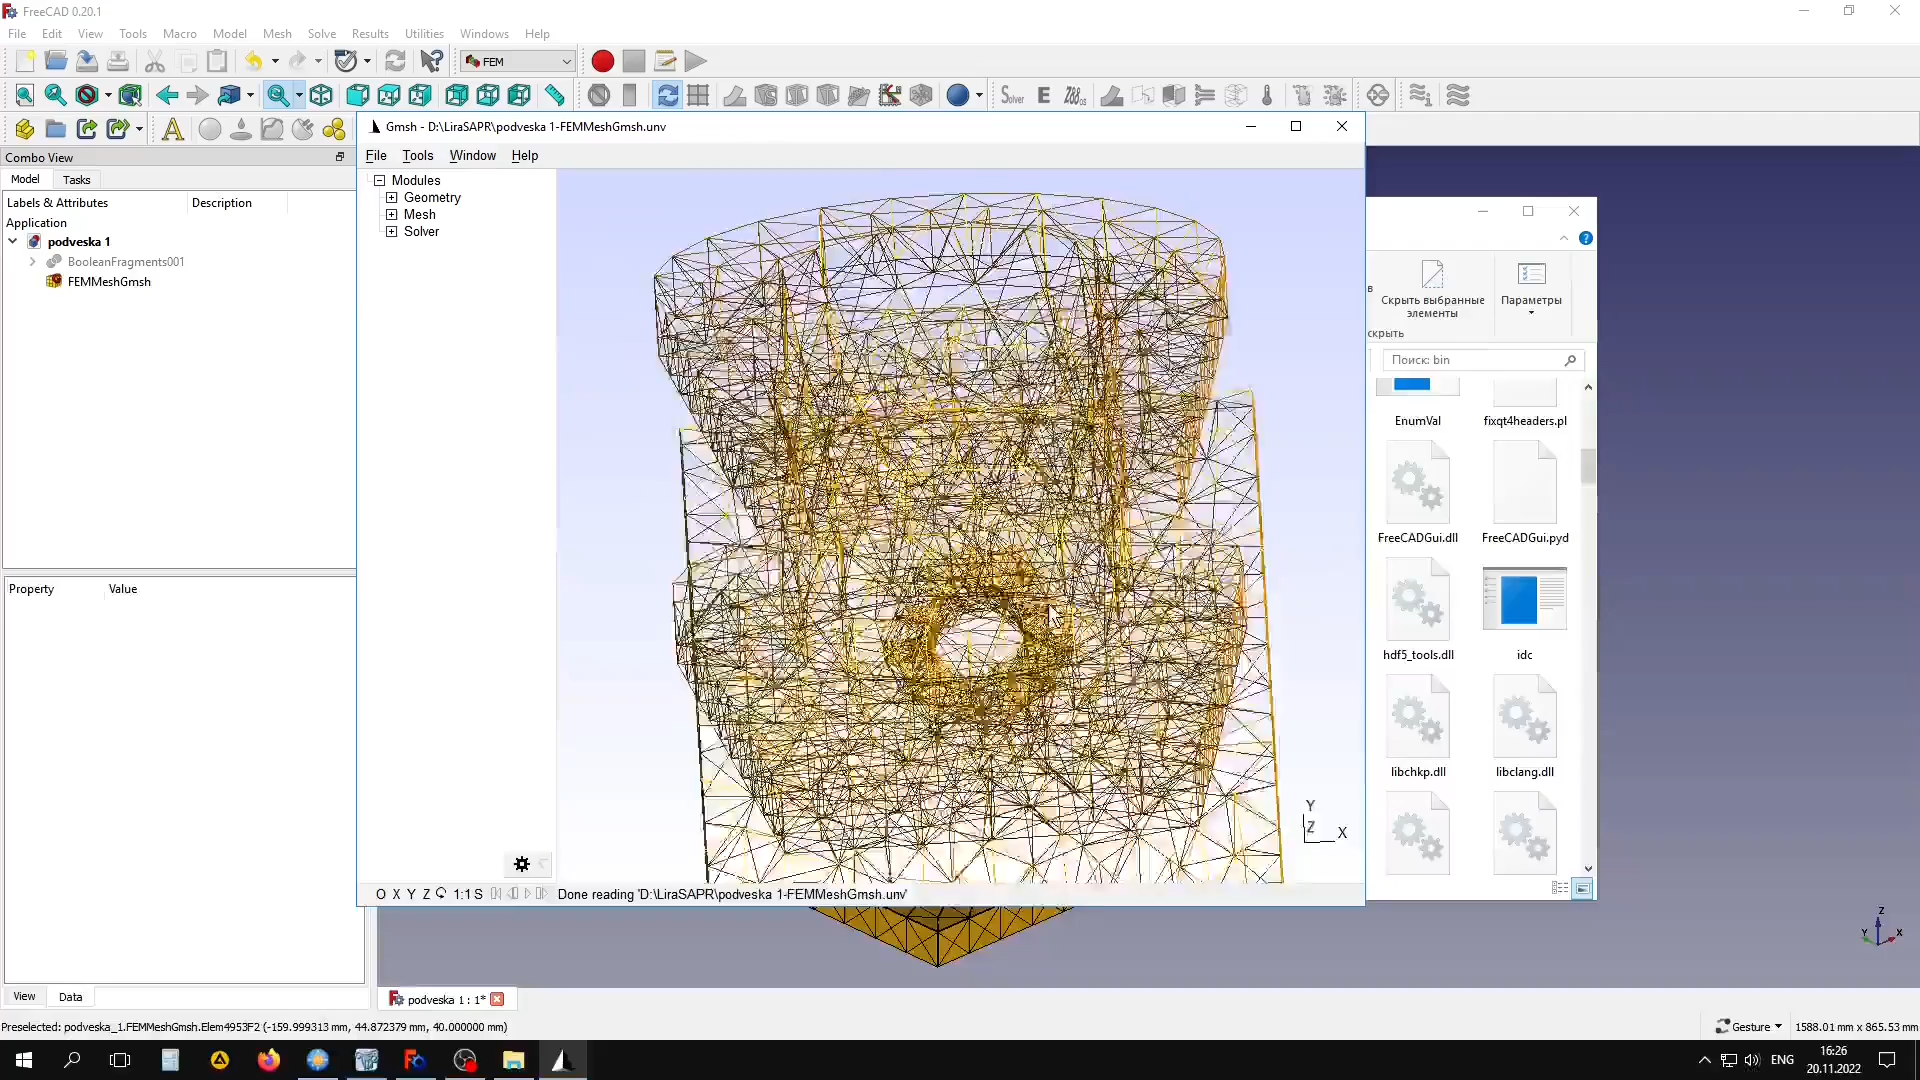 FreeCAD 0.20.1
File Edit View Tools Macro Model Mesh Solve Results Utilities Windows Help
FEM
Solver E Z88os
Combo View
Model Tasks
Labels & Attributes Description
Application
podveska 1
BooleanFragments001
FEMMeshGmsh
Property Value
View Data
Gmsh - D:\LiraSAPR\podveska 1-FEMMeshGmsh.unv
File Tools Window Help
Modules
Geometry
Mesh
Solver
Y
Z X
O X Y Z 1:1 S Done reading 'D:\LiraSAPR\podveska 1-FEMMeshGmsh.unv'
Скрыть выбранные
элементы
Параметры
скрыть
Поиск: bin
EnumVal fixqt4headers.pl
FreeCADGui.dll FreeCADGui.pyd
hdf5_tools.dll idc
libchkp.dll libclang.dll
Z
Y X
podveska 1 : 1*
Preselected: podveska_1.FEMMeshGmsh.Elem4953F2 (-159.999313 mm, 44.872379 mm, 40.000000 mm)
Gesture 1588.01 mm x 865.53 mm
ENG
16:26
20.11.2022